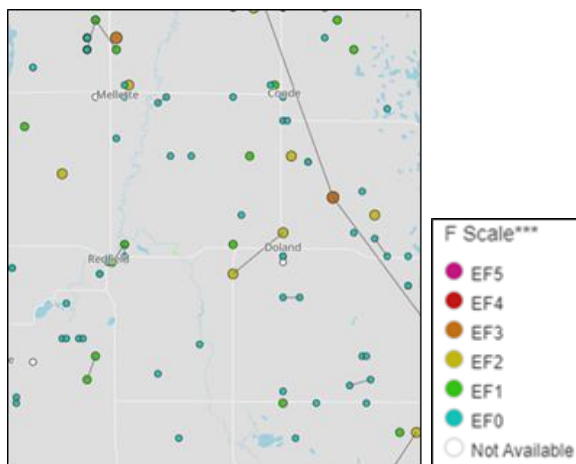 Mellette
Conde
Redfield
Doland
e
F Scale***
EF5
EF4
EF3
EF2
EF1
EF0
Not Available